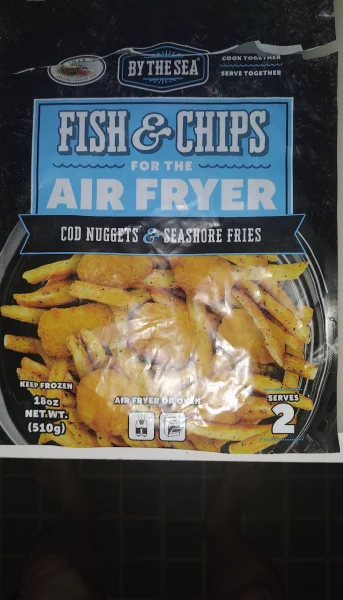 BY THE SEA
COOK TOGETHER
SERVE TOGETHER
FISH & CHIPS
FOR THE
AIR FRYER
COD NUGGETS & SEASHORE FRIES
KEEP FROZEN
18oz
NET.WT.
(510g)
AIR FRYER OR OVEN
SERVES
2